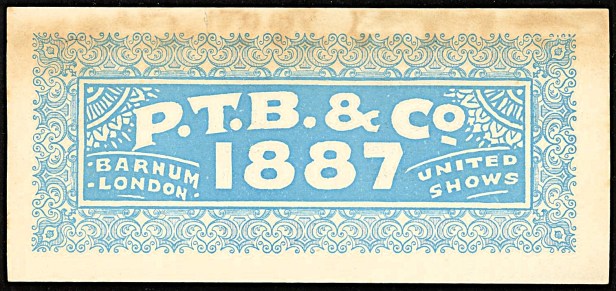 P.T.B. & Co.
1887
BARNUM
-LONDON-
UNITED
SHOWS